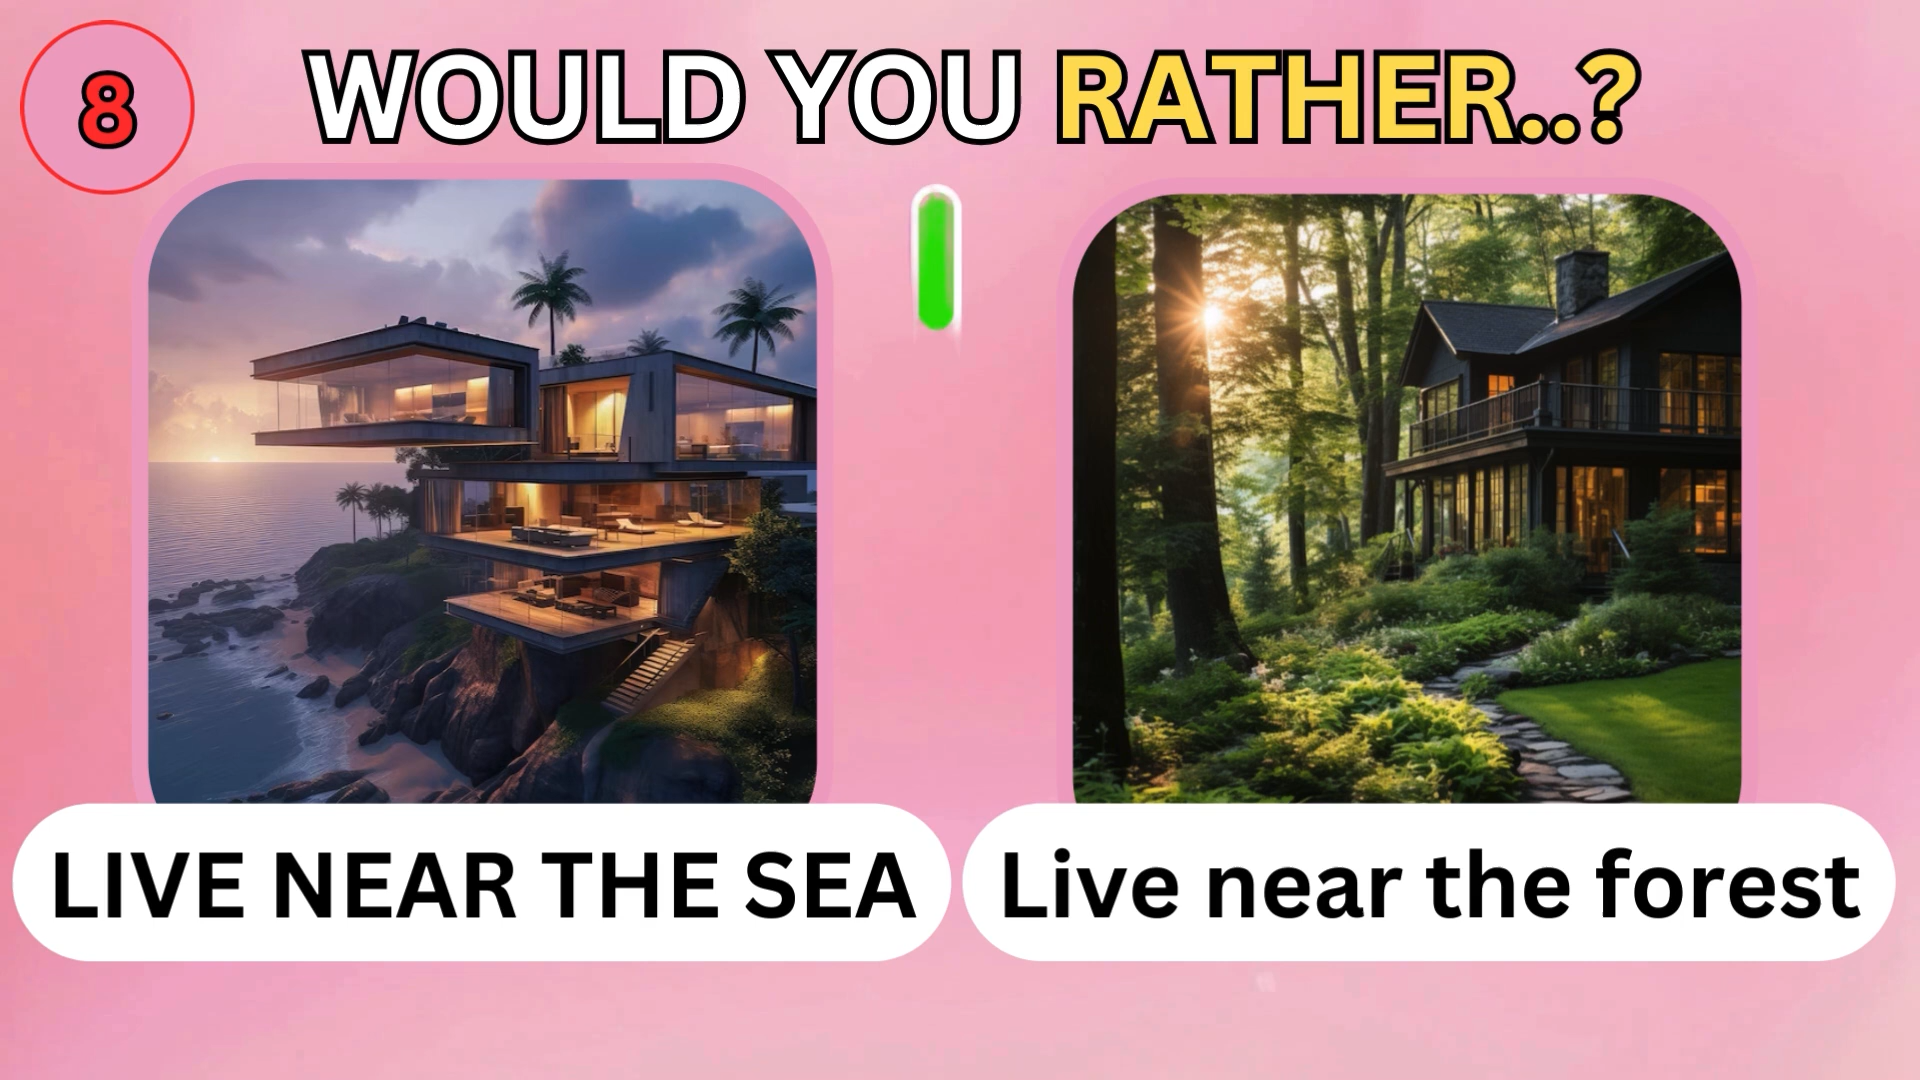 8
WOULD YOU RATHER..?
LIVE NEAR THE SEA
Live near the forest